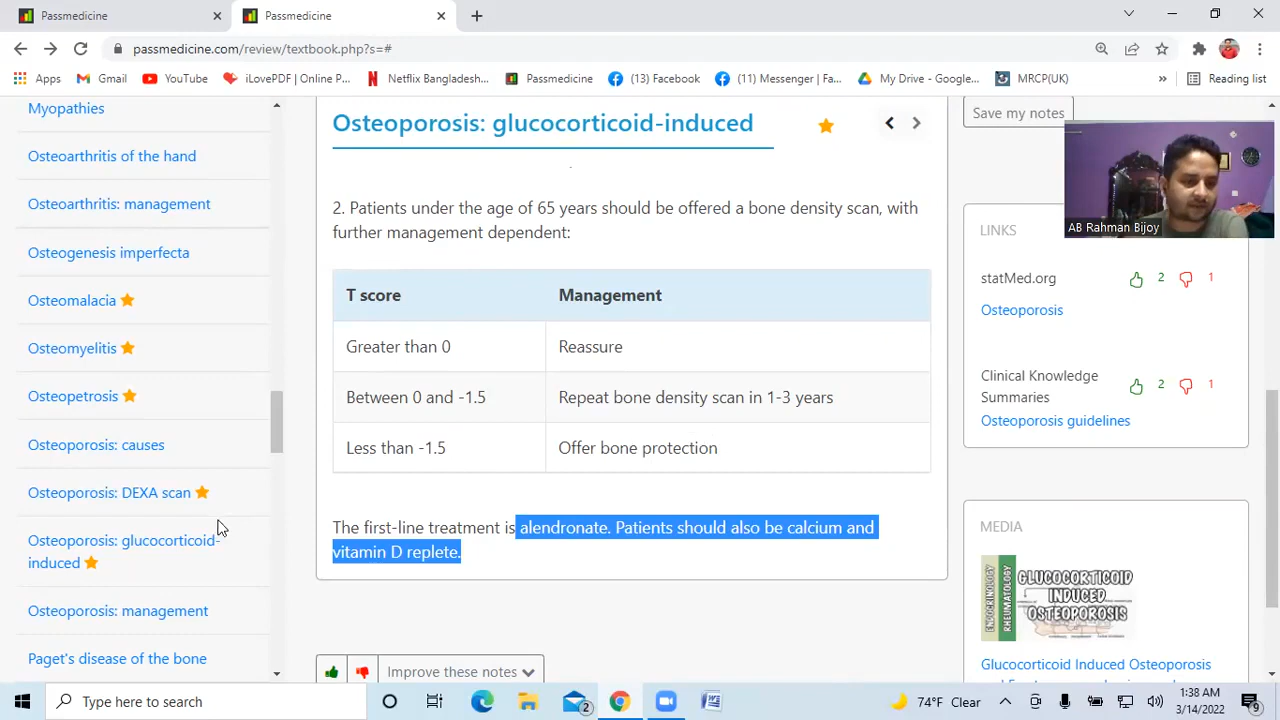 Passmedicine
Passmedicine
passmedicine.com/review/textbook.php?s=#
Apps
Gmail
YouTube
iLovePDF | Online P...
Netflix Bangladesh...
Passmedicine
(13) Facebook
(11) Messenger | Fa...
My Drive - Google...
MRCP(UK)
»
Reading list
Myopathies
Osteoarthritis of the hand
Osteoarthritis: management
Osteogenesis imperfecta
Osteomalacia
Osteomyelitis
Osteopetrosis
Osteoporosis: causes
Osteoporosis: DEXA scan
Osteoporosis: glucocorticoid-
induced
Osteoporosis: management
Paget's disease of the bone
Osteoporosis: glucocorticoid-induced
2. Patients under the age of 65 years should be offered a bone density scan, with
further management dependent:
T score Management
Greater than 0 Reassure
Between 0 and -1.5 Repeat bone density scan in 1-3 years
Less than -1.5 Offer bone protection
The first-line treatment is alendronate. Patients should also be calcium and
vitamin D replete.
Improve these notes
Save my notes
AB Rahman Bijoy
LINKS
statMed.org 2 1
Osteoporosis
Clinical Knowledge
Summaries 2 1
Osteoporosis guidelines
MEDIA
ENDOCRINOLOGY
RHEUMATOLOGY
GLUCOCORTICOID
INDUCED
OSTEOPOROSIS
Glucocorticoid Induced Osteoporosis
Type here to search
2
74°F Clear
1:38 AM
3/14/2022
9